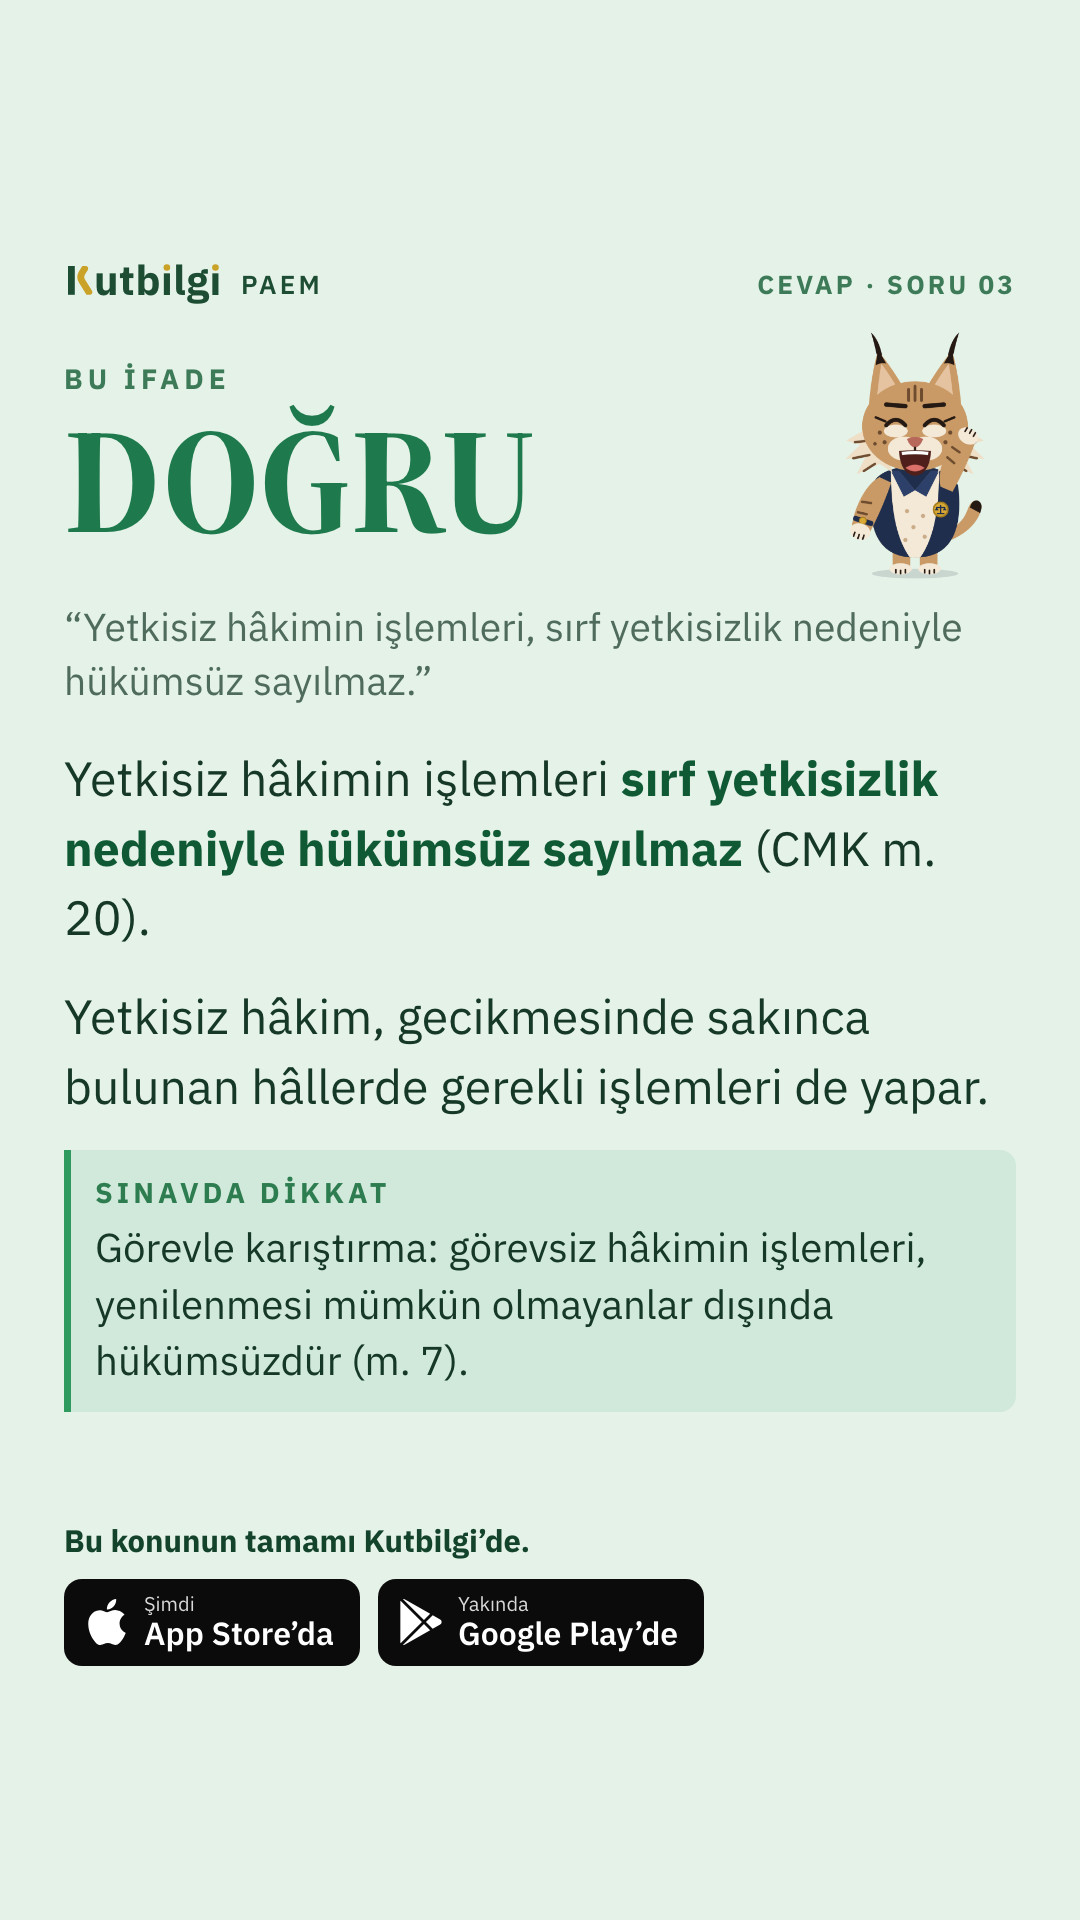 Kutbilgi PAEM
CEVAP · SORU 03
BU İFADE
DOĞRU
“Yetkisiz hâkimin işlemleri, sırf yetkisizlik nedeniyle
hükümsüz sayılmaz.”
Yetkisiz hâkimin işlemleri sırf yetkisizlik
nedeniyle hükümsüz sayılmaz (CMK m.
20).
Yetkisiz hâkim, gecikmesinde sakınca
bulunan hâllerde gerekli işlemleri de yapar.
SINAVDA DİKKAT
Görevle karıştırma: görevsiz hâkimin işlemleri,
yenilenmesi mümkün olmayanlar dışında
hükümsüzdür (m. 7).
Bu konunun tamamı Kutbilgi’de.
Şimdi
App Store’da
Yakında
Google Play’de